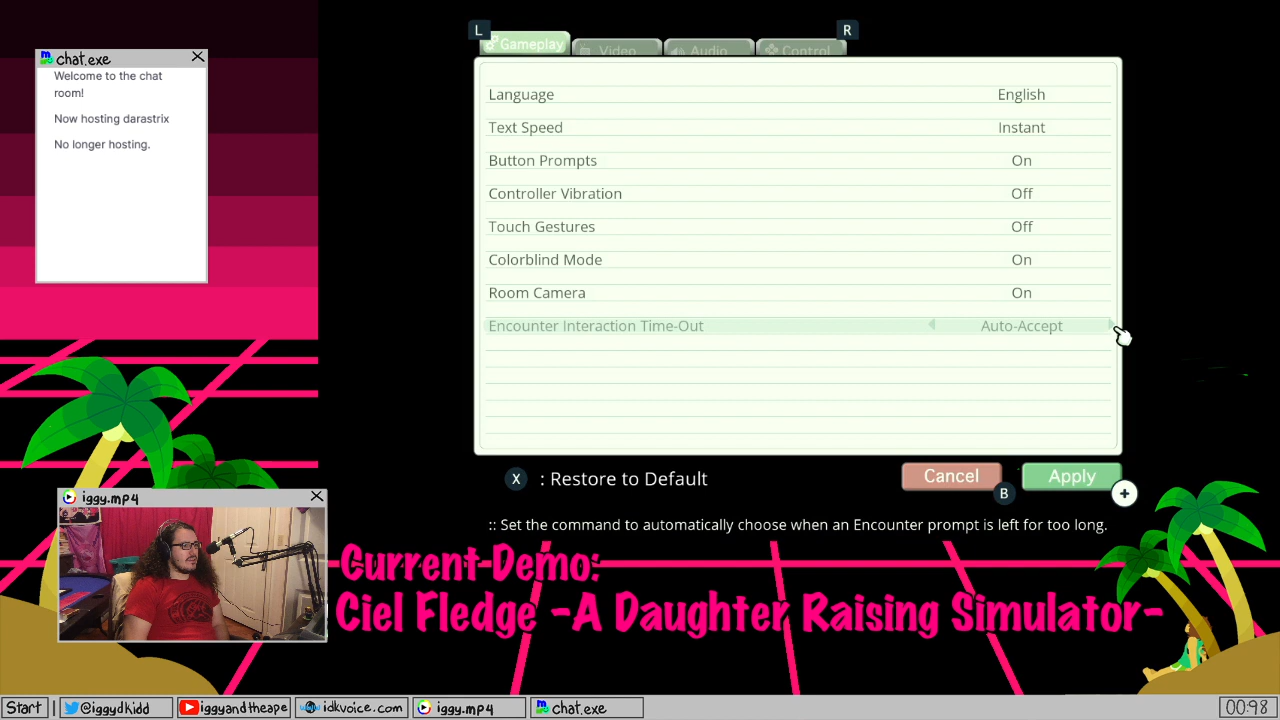 L
R
Gameplay
Video
Audio
Control
chat.exe
Welcome to the chat
room!
Now hosting darastrix
No longer hosting.
Language English
Text Speed Instant
Button Prompts On
Controller Vibration Off
Touch Gestures Off
Colorblind Mode On
Room Camera On
Encounter Interaction Time-Out Auto-Accept
X : Restore to Default
Cancel
B
Apply
:: Set the command to automatically choose when an Encounter prompt is left for too long.
iggy.mp4
Current Demo:
Ciel Fledge -A Daughter Raising Simulator-
Start | @iggydkidd iggyandtheape www idkvoice.com iggy.mp4 chat.exe 00:98